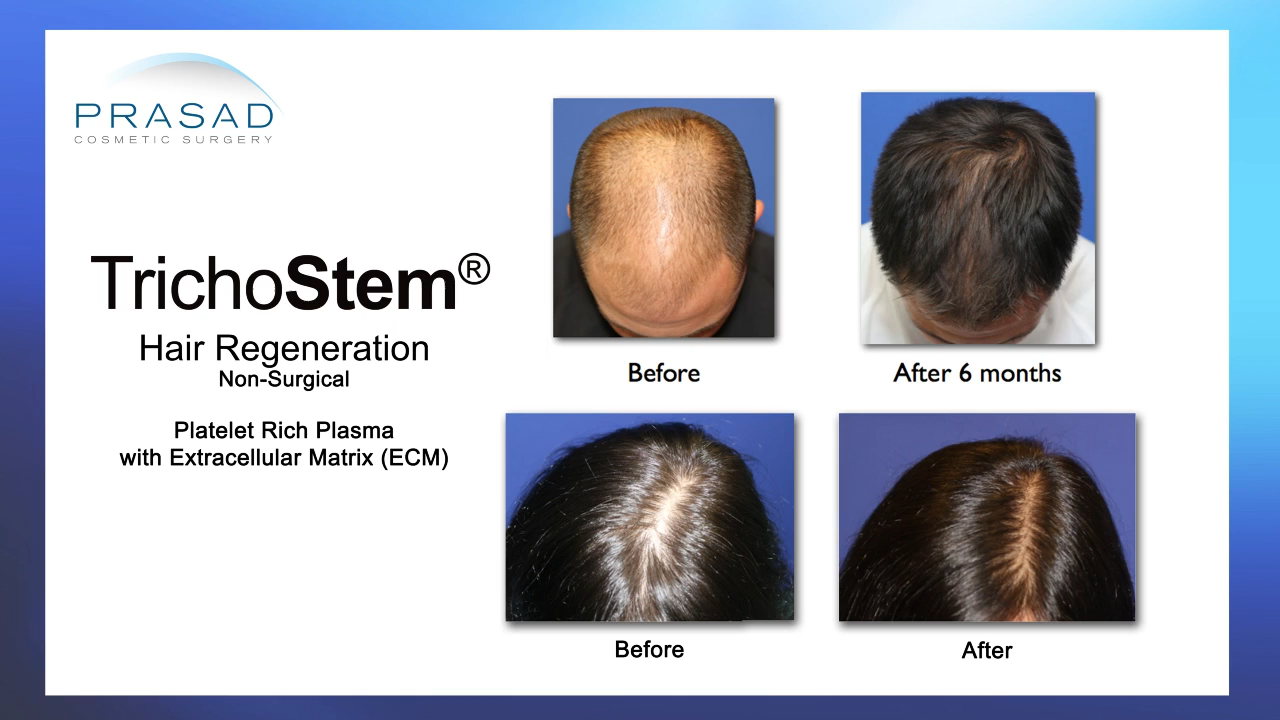 PRASAD
COSMETIC SURGERY
TrichoStem®
Hair Regeneration
Non-Surgical
Platelet Rich Plasma
with Extracellular Matrix (ECM)
Before
After 6 months
Before
After